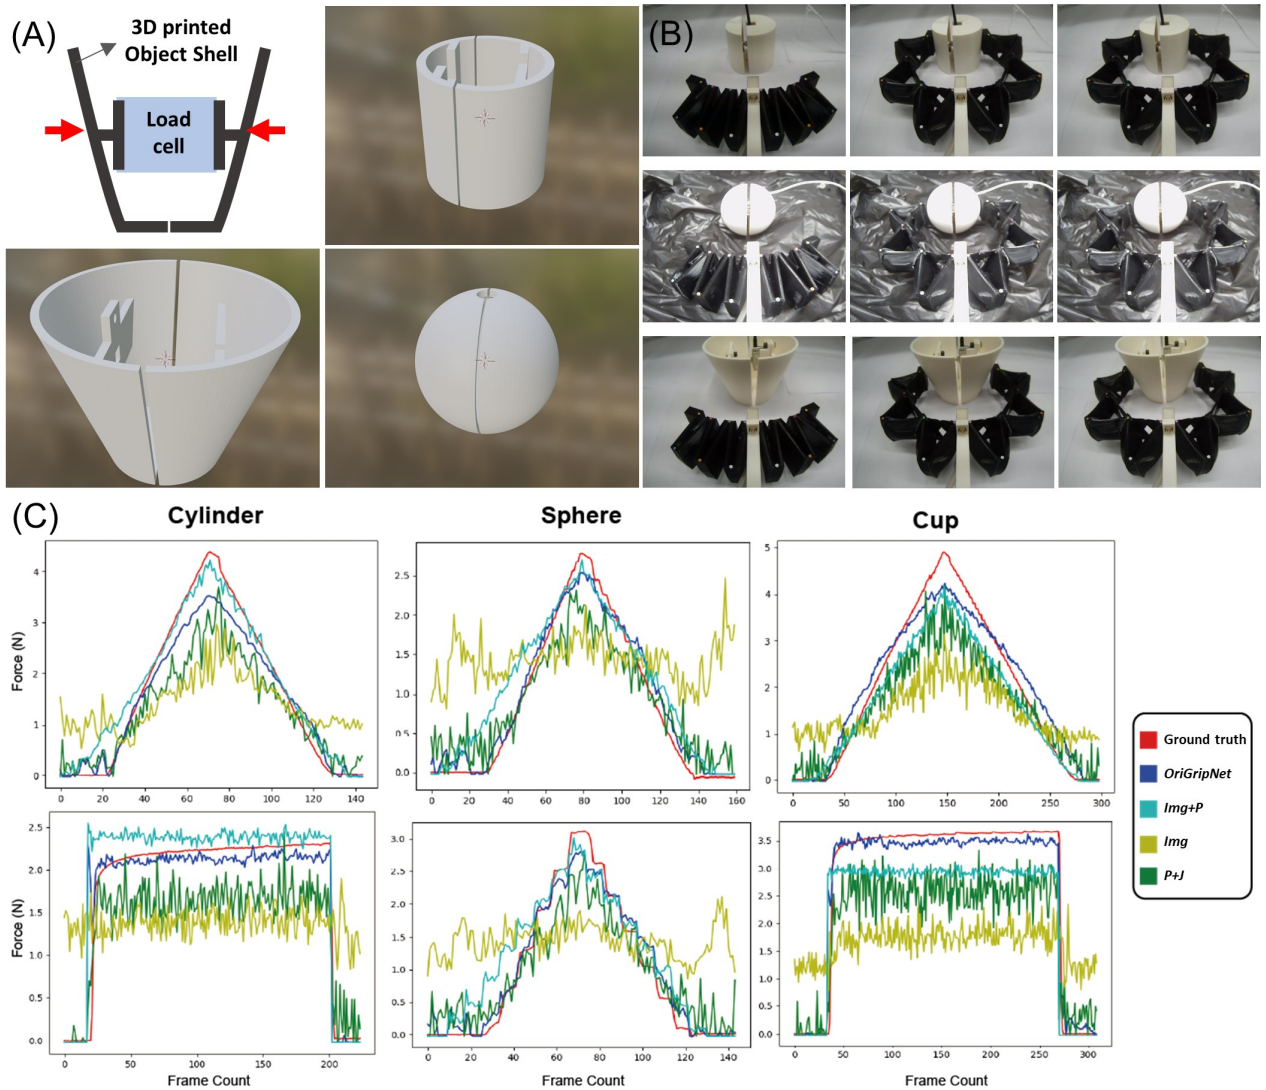 (A)
3D printed
Object Shell
Load
cell
(B)
(C)
Cylinder
Sphere
Cup
Force (N)
4
3
2
1
0
0 20 40 60 80 100 120 140
2.5
2.0
1.5
1.0
0.5
0.0
0 20 40 60 80 100 120 140 160
5
4
3
2
1
0
0 50 100 150 200 250 300
Ground truth
OriGripNet
Img+P
Img
P+J
Force (N)
2.5
2.0
1.5
1.0
0.5
0.0
0 50 100 150 200
Frame Count
3.0
2.5
2.0
1.5
1.0
0.5
0.0
0 20 40 60 80 100 120 140
Frame Count
3.5
3.0
2.5
2.0
1.5
1.0
0.5
0.0
0 50 100 150 200 250 300
Frame Count